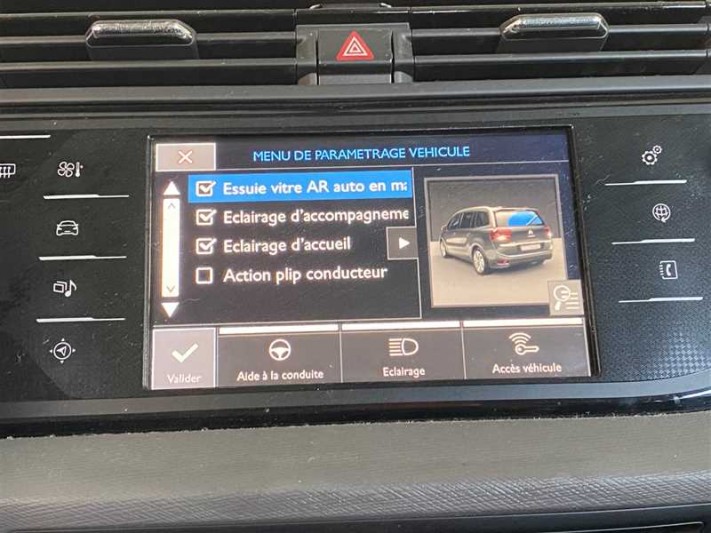 MENU DE PARAMETRAGE VEHICULE
Essuie vitre AR auto en ma
Eclairage d'accompagneme
Eclairage d'accueil
Action plip conducteur
Valider
Aide à la conduite
Eclairage
Accès véhicule